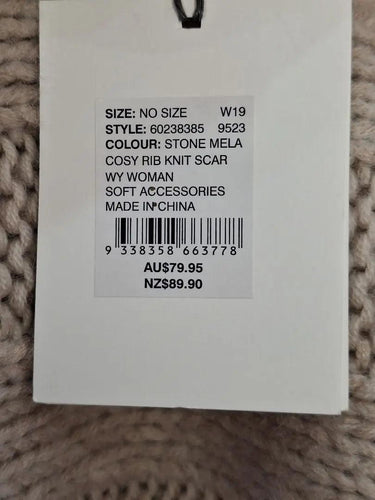 SIZE: NO SIZE W19
STYLE: 60238385 9523
COLOUR: STONE MELA
COSY RIB KNIT SCAR
WY WOMAN
SOFT ACCESSORIES
MADE IN CHINA
9 338358 663778
AU$79.95
NZ$89.90